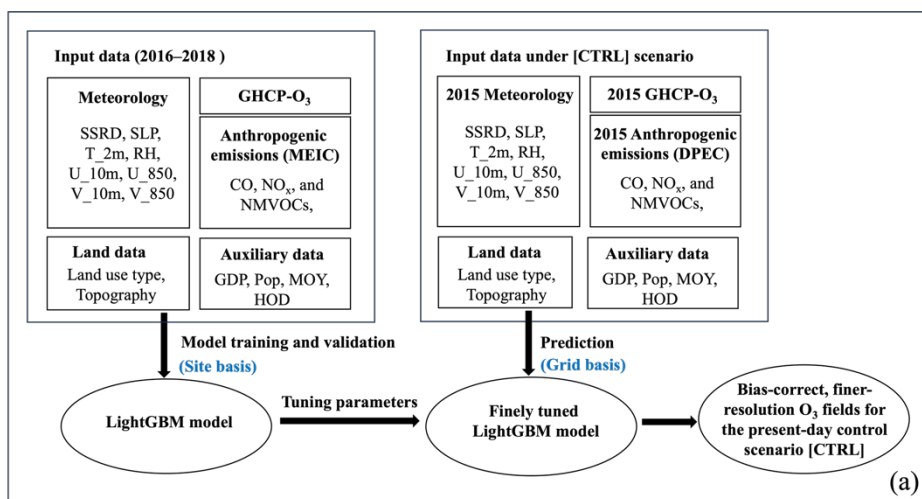 Input data (2016–2018 )
Meteorology
SSRD, SLP,
T_2m, RH,
U_10m, U_850,
V_10m, V_850
GHCP-O₃
Anthropogenic
emissions (MEIC)
CO, NOₓ, and
NMVOCs,
Land data
Land use type,
Topography
Auxiliary data
GDP, Pop, MOY,
HOD
Input data under [CTRL] scenario
2015 Meteorology
SSRD, SLP,
T_2m, RH,
U_10m, U_850,
V_10m, V_850
2015 GHCP-O₃
2015 Anthropogenic
emissions (DPEC)
CO, NOₓ, and
NMVOCs,
Land data
Land use type,
Topography
Auxiliary data
GDP, Pop, MOY,
HOD
Model training and validation
(Site basis)
Prediction
(Grid basis)
LightGBM model
Tuning parameters
Finely tuned
LightGBM model
Bias-correct, finer-
resolution O₃ fields for
the present-day control
scenario [CTRL]
(a)